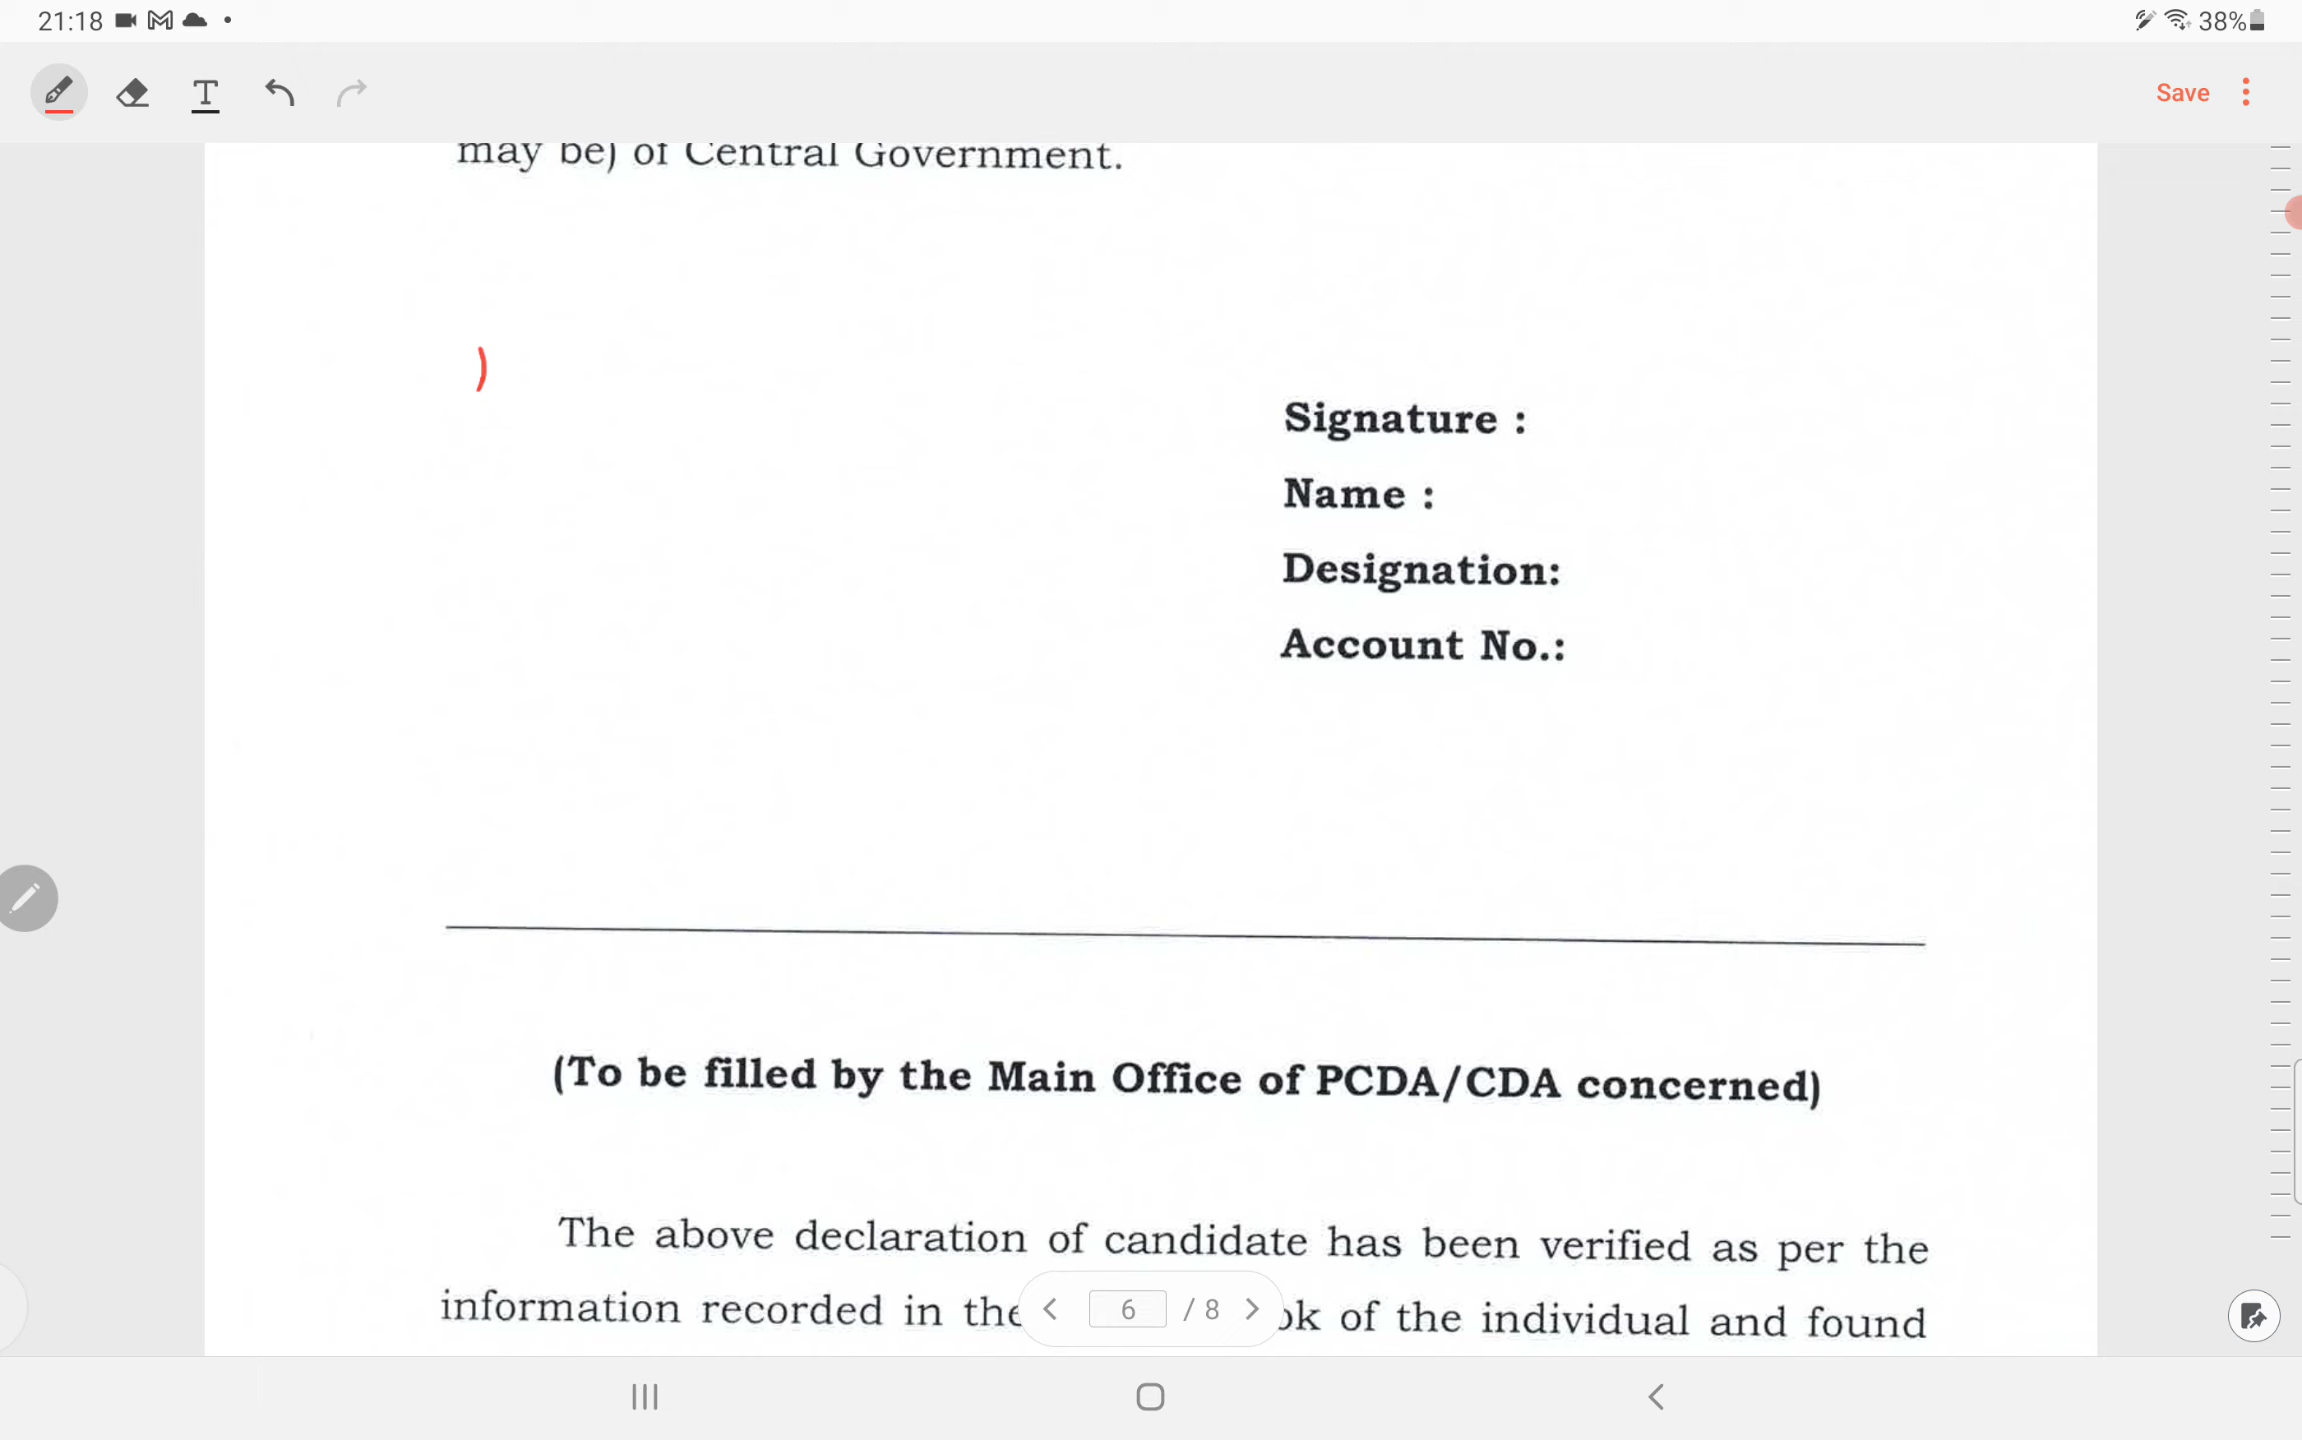 21:18
38%
T
Save
may be) of Central Government.
)
Signature :
Name :
Designation:
Account No.:
(To be filled by the Main Office of PCDA/CDA concerned)
The above declaration of candidate has been verified as per the
information recorded in the ok of the individual and found
6 / 8